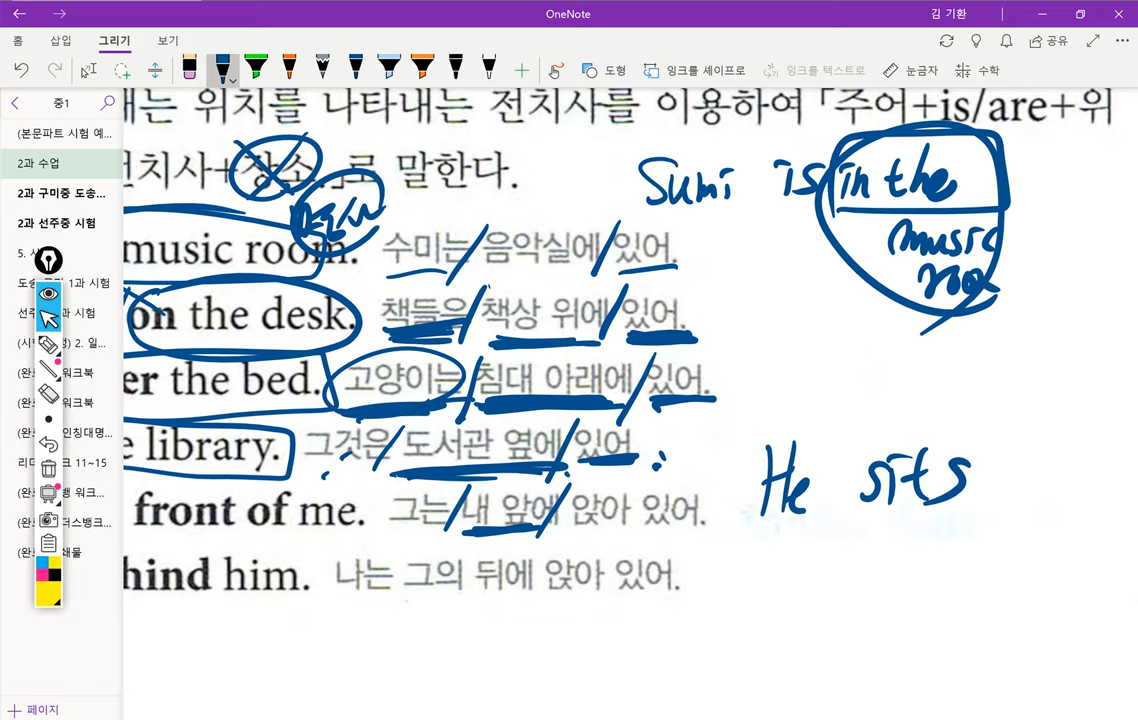 OneNote
김 기환
홈 삽입 그리기 보기
공유
도형
잉크를 셰이프로
잉크를 텍스트로
눈금자
수학
중1
(본문파트 시험 예...
2과 수업
2과 구미중 도송...
2과 선주중 시험
5.
1과 시험
선주 과 시험
2. 일...
(완 워크북
(완 워크북
(완 인칭대명...
리더 크 11~15
(완 맹 워크...
(완 더스뱅크...
(완 쇄물
페이지
내는 위치를 나타내는 전치사를 이용하여 「주어+is/are+위
전치사+장소.」로 말한다.
명사
Sumi is in the
music
room
music room. 수미는 음악실에 있어.
on the desk. 책들은 책상 위에 있어.
er the bed. 고양이는 침대 아래에 있어.
e library. 그것은 도서관 옆에 있어.
front of me. 그는 내 앞에 앉아 있어.
He sits
hind him. 나는 그의 뒤에 앉아 있어.